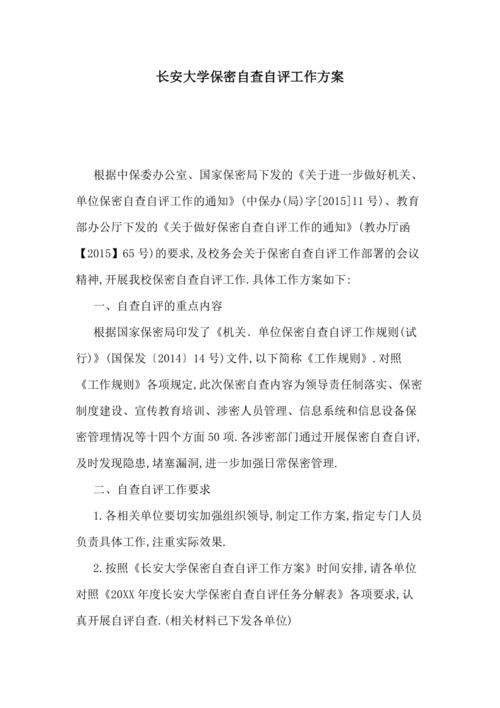 长安大学保密自查自评工作方案
根据中保委办公室、国家保密局下发的《关于进一步做好机关、
单位保密自查自评工作的通知》(中保办(局)字[2015]11 号)、教育
部办公厅下发的《关于做好保密自查自评工作的通知》(教办厅函
【2015】65 号)的要求,及校务会关于保密自查自评工作部署的会议
精神,开展我校保密自查自评工作.具体工作方案如下:
一、自查自评的重点内容
根据国家保密局印发了《机关．单位保密自查自评工作规则(试
行)》(国保发〔2014〕14 号)文件,以下简称《工作规则》.对照
《工作规则》各项规定,此次保密自查内容为领导责任制落实、保密
制度建设、宣传教育培训、涉密人员管理、信息系统和信息设备保
密管理情况等十四个方面 50 项.各涉密部门通过开展保密自查自评,
及时发现隐患,堵塞漏洞,进一步加强日常保密管理.
二、自查自评工作要求
1.各相关单位要切实加强组织领导,制定工作方案,指定专门人员
负责具体工作,注重实际效果.
2.按照《长安大学保密自查自评工作方案》时间安排,请各单位
对照《20XX 年度长安大学保密自查自评任务分解表》各项要求,认
真开展自评自查.(相关材料已下发各单位)